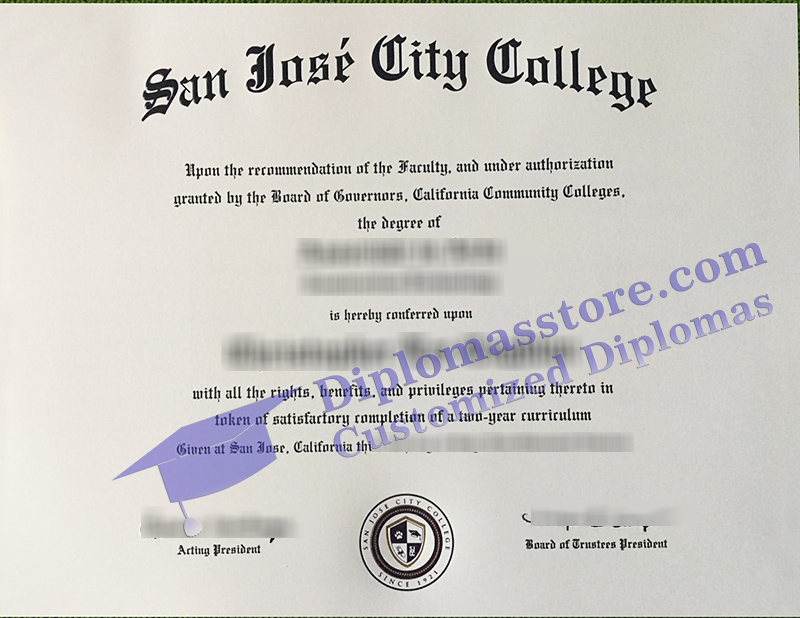 San José City College
Upon the recommendation of the Faculty, and under authorization
granted by the Board of Governors, California Community Colleges,
the degree of
is hereby conferred upon
with all the rights, benefits, and privileges pertaining thereto in
token of satisfactory completion of a two-year curriculum
Given at San Jose, California thi
Diplomasstore.com
Customized Diplomas
Acting President
SAN JOSE CITY COLLEGE
SINCE 1921
Board of Trustees President